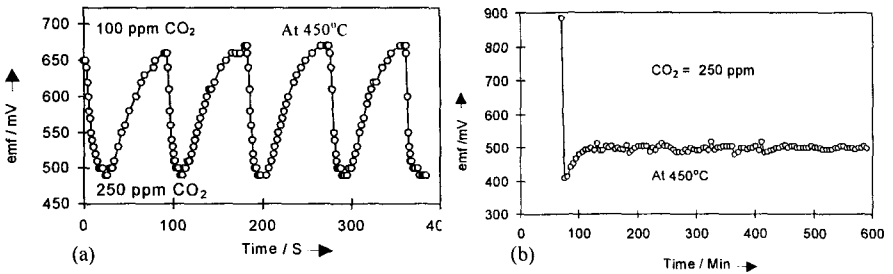 700
650
600
550
500
450
emf / mV
100 ppm CO₂
At 450°C
250 ppm CO₂
0
100
200
300
Time / S
(a)
900
800
700
600
500
400
300
emf/mV
CO₂ = 250 ppm
At 450°C
0
100
200
300
400
500
600
Time / Min
(b)